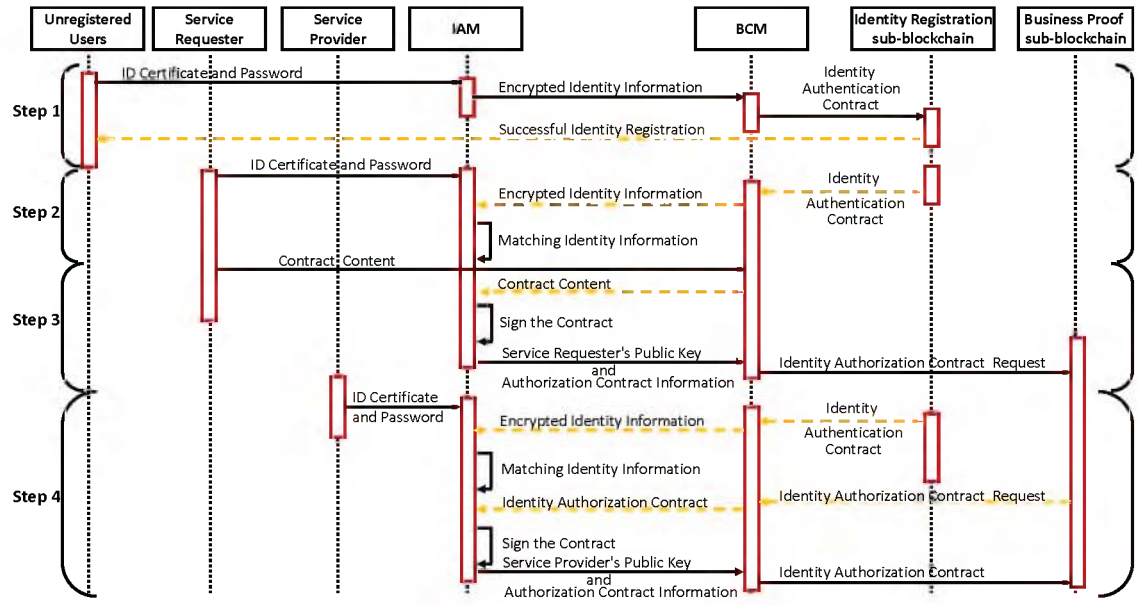 Unregistered
Users
Service
Requester
Service
Provider
IAM
BCM
Identity Registration
sub-blockchain
Business Proof
sub-blockchain
Step 1
ID Certificate and Password
Encrypted Identity Information
Identity
Authentication
Contract
Successful Identity Registration
Step 2
ID Certificate and Password
Encrypted Identity Information
Identity
Authentication
Contract
Matching Identity Information
Step 3
Contract Content
Contract Content
Sign the Contract
Service Requester's Public Key
and
Authorization Contract Information
Identity Authorization Contract Request
Step 4
ID Certificate
and Password
Encrypted Identity Information
Identity
Authentication
Contract
Matching Identity Information
Identity Authorization Contract Request
Identity Authorization Contract
Sign the Contract
Service Provider's Public Key
and
Authorization Contract Information
Identity Authorization Contract